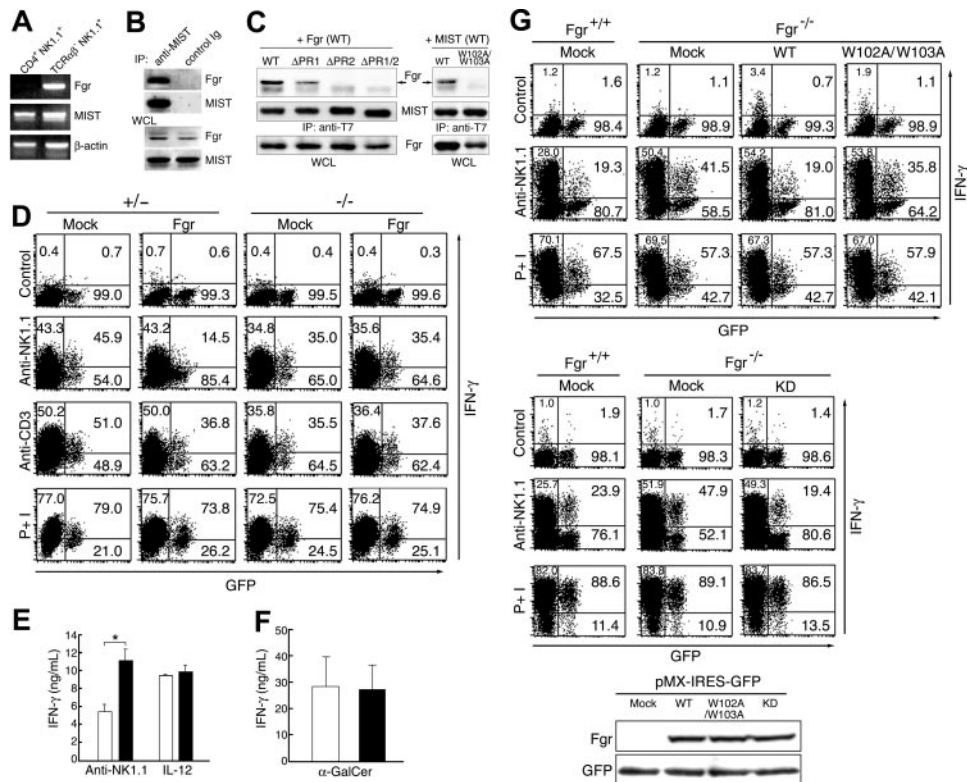 A
CD4+ NK1.1+
TCRαβ- NK1.1+
Fgr
MIST
β-actin
B
IP:
anti-MIST
control Ig
Fgr
MIST
WCL
Fgr
MIST
C
+ Fgr (WT)
WT ΔPR1 ΔPR2 ΔPR1/2
Fgr
MIST
IP: anti-T7
Fgr
WCL
+ MIST (WT)
WT W102A/W103A
IP: anti-T7
WCL
D
+/− -/-
Mock Fgr Mock Fgr
Control
0.4 0.7 0.7 0.6 0.4 0.4 0.4 0.3
99.0 99.3 99.5 99.6
Anti-NK1.1
43.3 45.9 43.2 14.5 34.8 35.0 35.6 35.4
54.0 85.4 65.0 64.6
Anti-CD3
50.2 51.0 50.0 36.8 35.8 35.5 36.4 37.6
48.9 63.2 64.5 62.4
P+ I
77.0 79.0 75.7 73.8 72.5 75.4 76.2 74.9
21.0 26.2 24.5 25.1
IFN-γ
GFP
E
IFN-γ (ng/mL)
14
12
10
8
6
4
2
0
*
Anti-NK1.1 IL-12
F
IFN-γ (ng/mL)
50
40
30
20
10
0
α-GalCer
G
Fgr+/+ Fgr-/-
Mock Mock WT W102A/W103A
Control
1.2 1.6 1.2 1.1 3.4 0.7 1.9 1.1
98.4 98.9 99.3 98.9
Anti-NK1.1
28.0 19.3 50.4 41.5 54.2 19.0 53.8 35.8
80.7 58.5 81.0 64.2
P+ I
70.1 67.5 69.5 57.3 67.3 57.3 67.0 57.9
32.5 42.7 42.7 42.1
IFN-γ
GFP
Fgr+/+ Fgr-/-
Mock Mock KD
Control
1.0 1.9 1.0 1.7 1.2 1.4
98.1 98.3 98.6
Anti-NK1.1
25.7 23.9 51.9 47.9 49.3 19.4
76.1 52.1 80.6
P+ I
82.0 88.6 83.8 89.1 83.7 86.5
11.4 10.9 13.5
IFN-γ
GFP
pMX-IRES-GFP
Mock WT W102A/W103A KD
Fgr
GFP